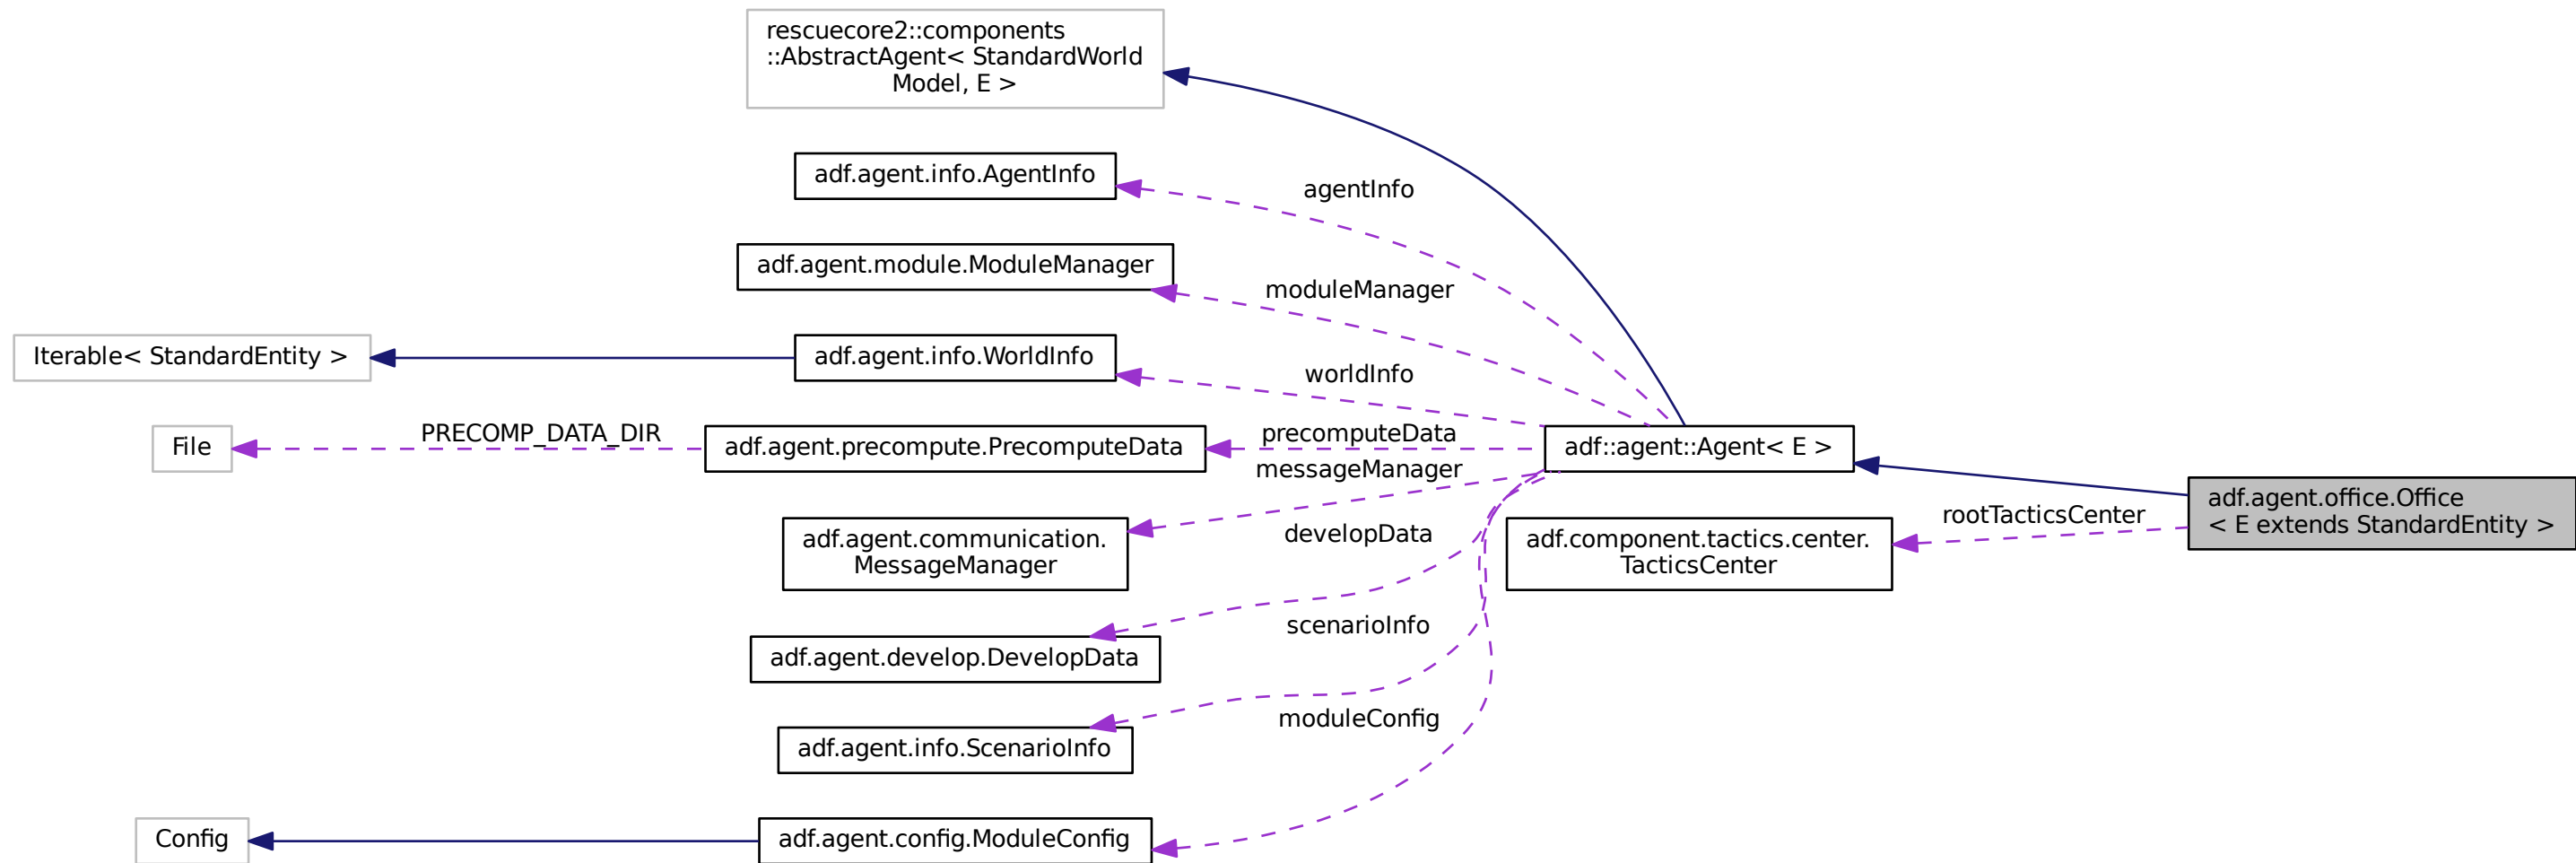 rescuecore2::components
::AbstractAgent< StandardWorld
Model, E >
adf.agent.info.AgentInfo
agentInfo
adf.agent.module.ModuleManager
moduleManager
Iterable< StandardEntity >
adf.agent.info.WorldInfo
worldInfo
File
PRECOMP_DATA_DIR
adf.agent.precompute.PrecomputeData
precomputeData
adf::agent::Agent< E >
messageManager
adf.agent.communication.
MessageManager
developData
adf.component.tactics.center.
TacticsCenter
rootTacticsCenter
adf.agent.office.Office
< E extends StandardEntity >
adf.agent.develop.DevelopData
scenarioInfo
adf.agent.info.ScenarioInfo
moduleConfig
Config
adf.agent.config.ModuleConfig